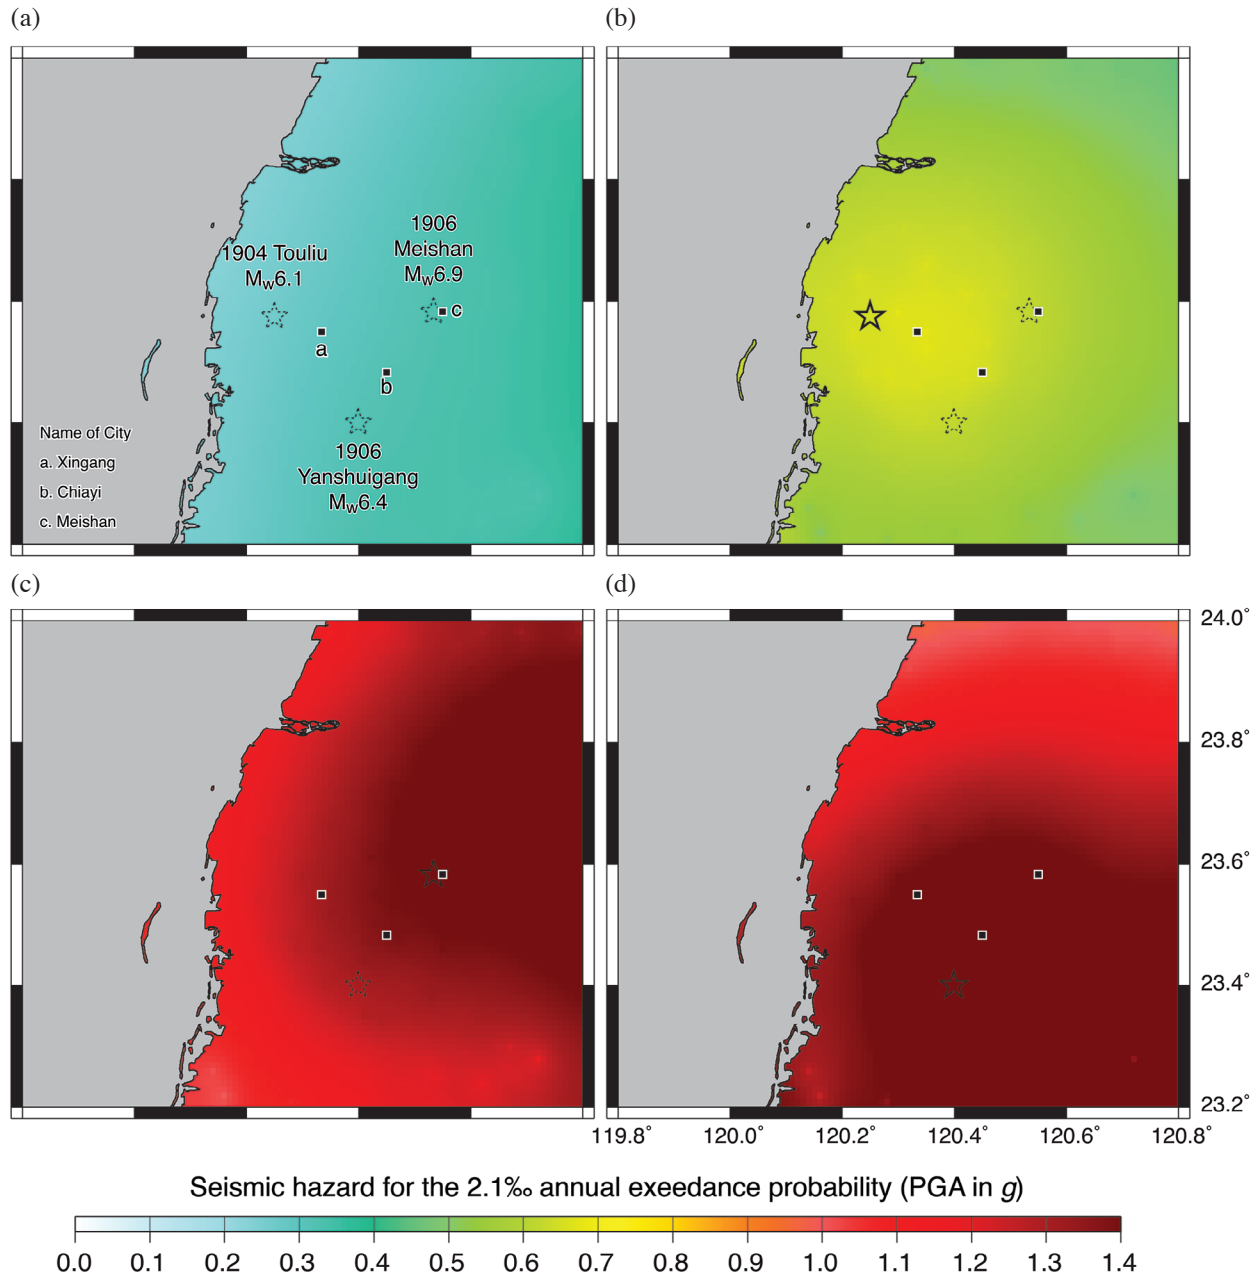 (a)
(b)
1904 Touliu
Mw6.1
1906
Meishan
Mw6.9
c
a
b
1906
Yanshuigang
Mw6.4
Name of City
a. Xingang
b. Chiayi
c. Meishan
(c)
(d)
24.0°
23.8°
23.6°
23.4°
23.2°
119.8° 120.0° 120.2° 120.4° 120.6° 120.8°
Seismic hazard for the 2.1‰ annual exeedance probability (PGA in g)
0.0 0.1 0.2 0.3 0.4 0.5 0.6 0.7 0.8 0.9 1.0 1.1 1.2 1.3 1.4